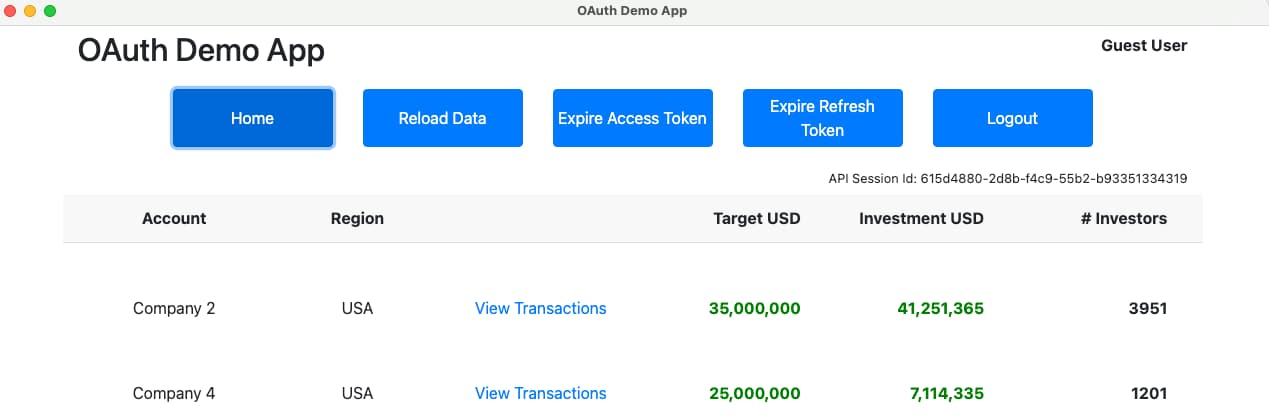 OAuth Demo App
OAuth Demo App
Guest User
Home
Reload Data
Expire Access Token
Expire Refresh
Token
Logout
API Session Id: 615d4880-2d8b-f4c9-55b2-b93351334319
Account Region Target USD Investment USD # Investors
Company 2 USA View Transactions 35,000,000 41,251,365 3951
Company 4 USA View Transactions 25,000,000 7,114,335 1201